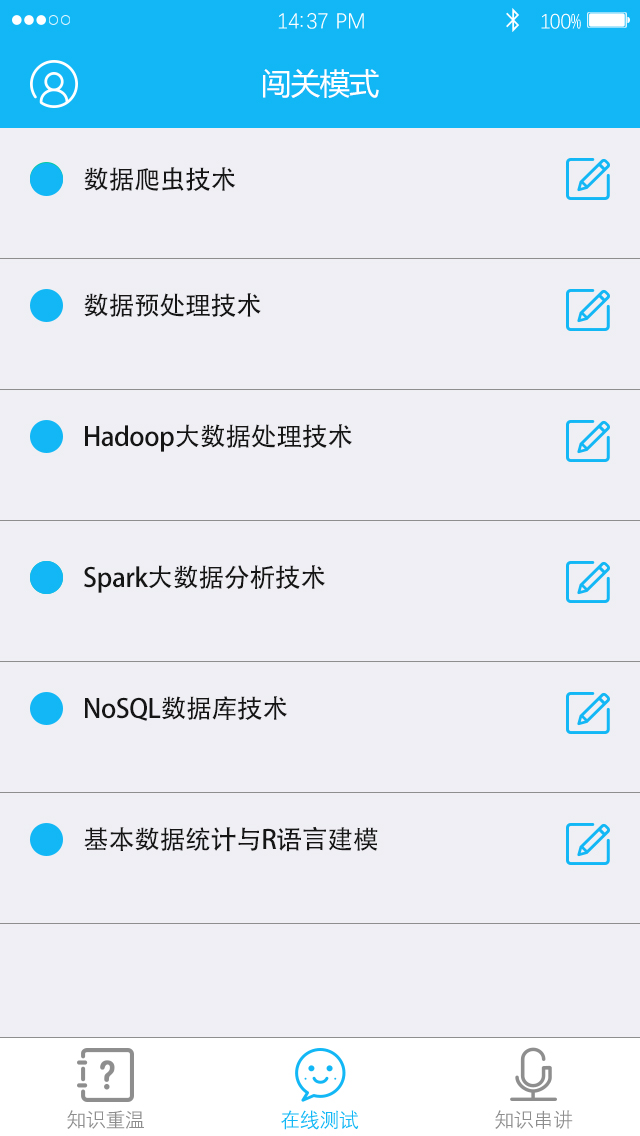 14:37 PM 100%
闯关模式
数据爬虫技术
数据预处理技术
Hadoop大数据处理技术
Spark大数据分析技术
NoSQL数据库技术
基本数据统计与R语言建模
?
知识重温 在线测试 知识串讲